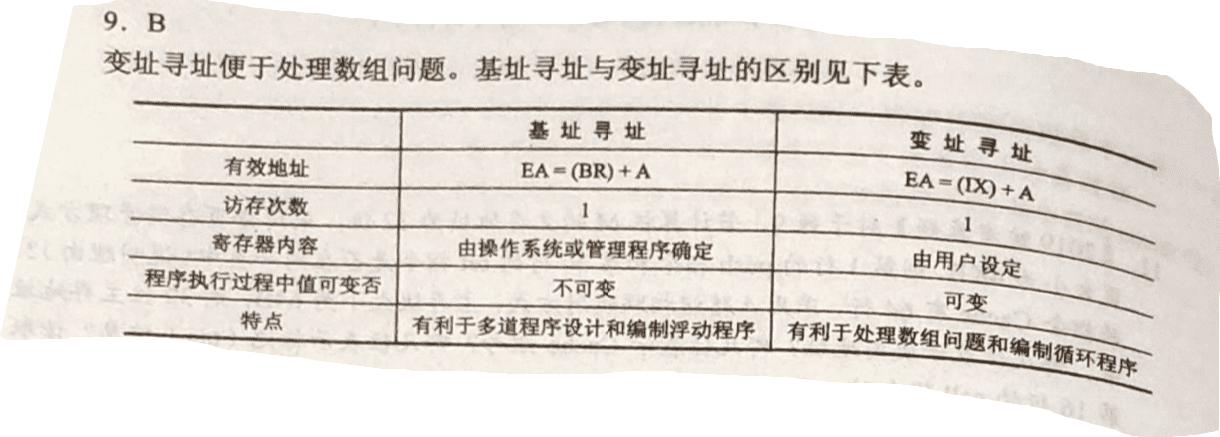 9. B
变址寻址便于处理数组问题。基址寻址与变址寻址的区别见下表。
基址寻址 变址寻址
有效地址 EA = (BR) + A EA = (IX) + A
访存次数 1 1
寄存器内容 由操作系统或管理程序确定 由用户设定
程序执行过程中值可变否 不可变 可变
特点 有利于多道程序设计和编制浮动程序 有利于处理数组问题和编制循环程序